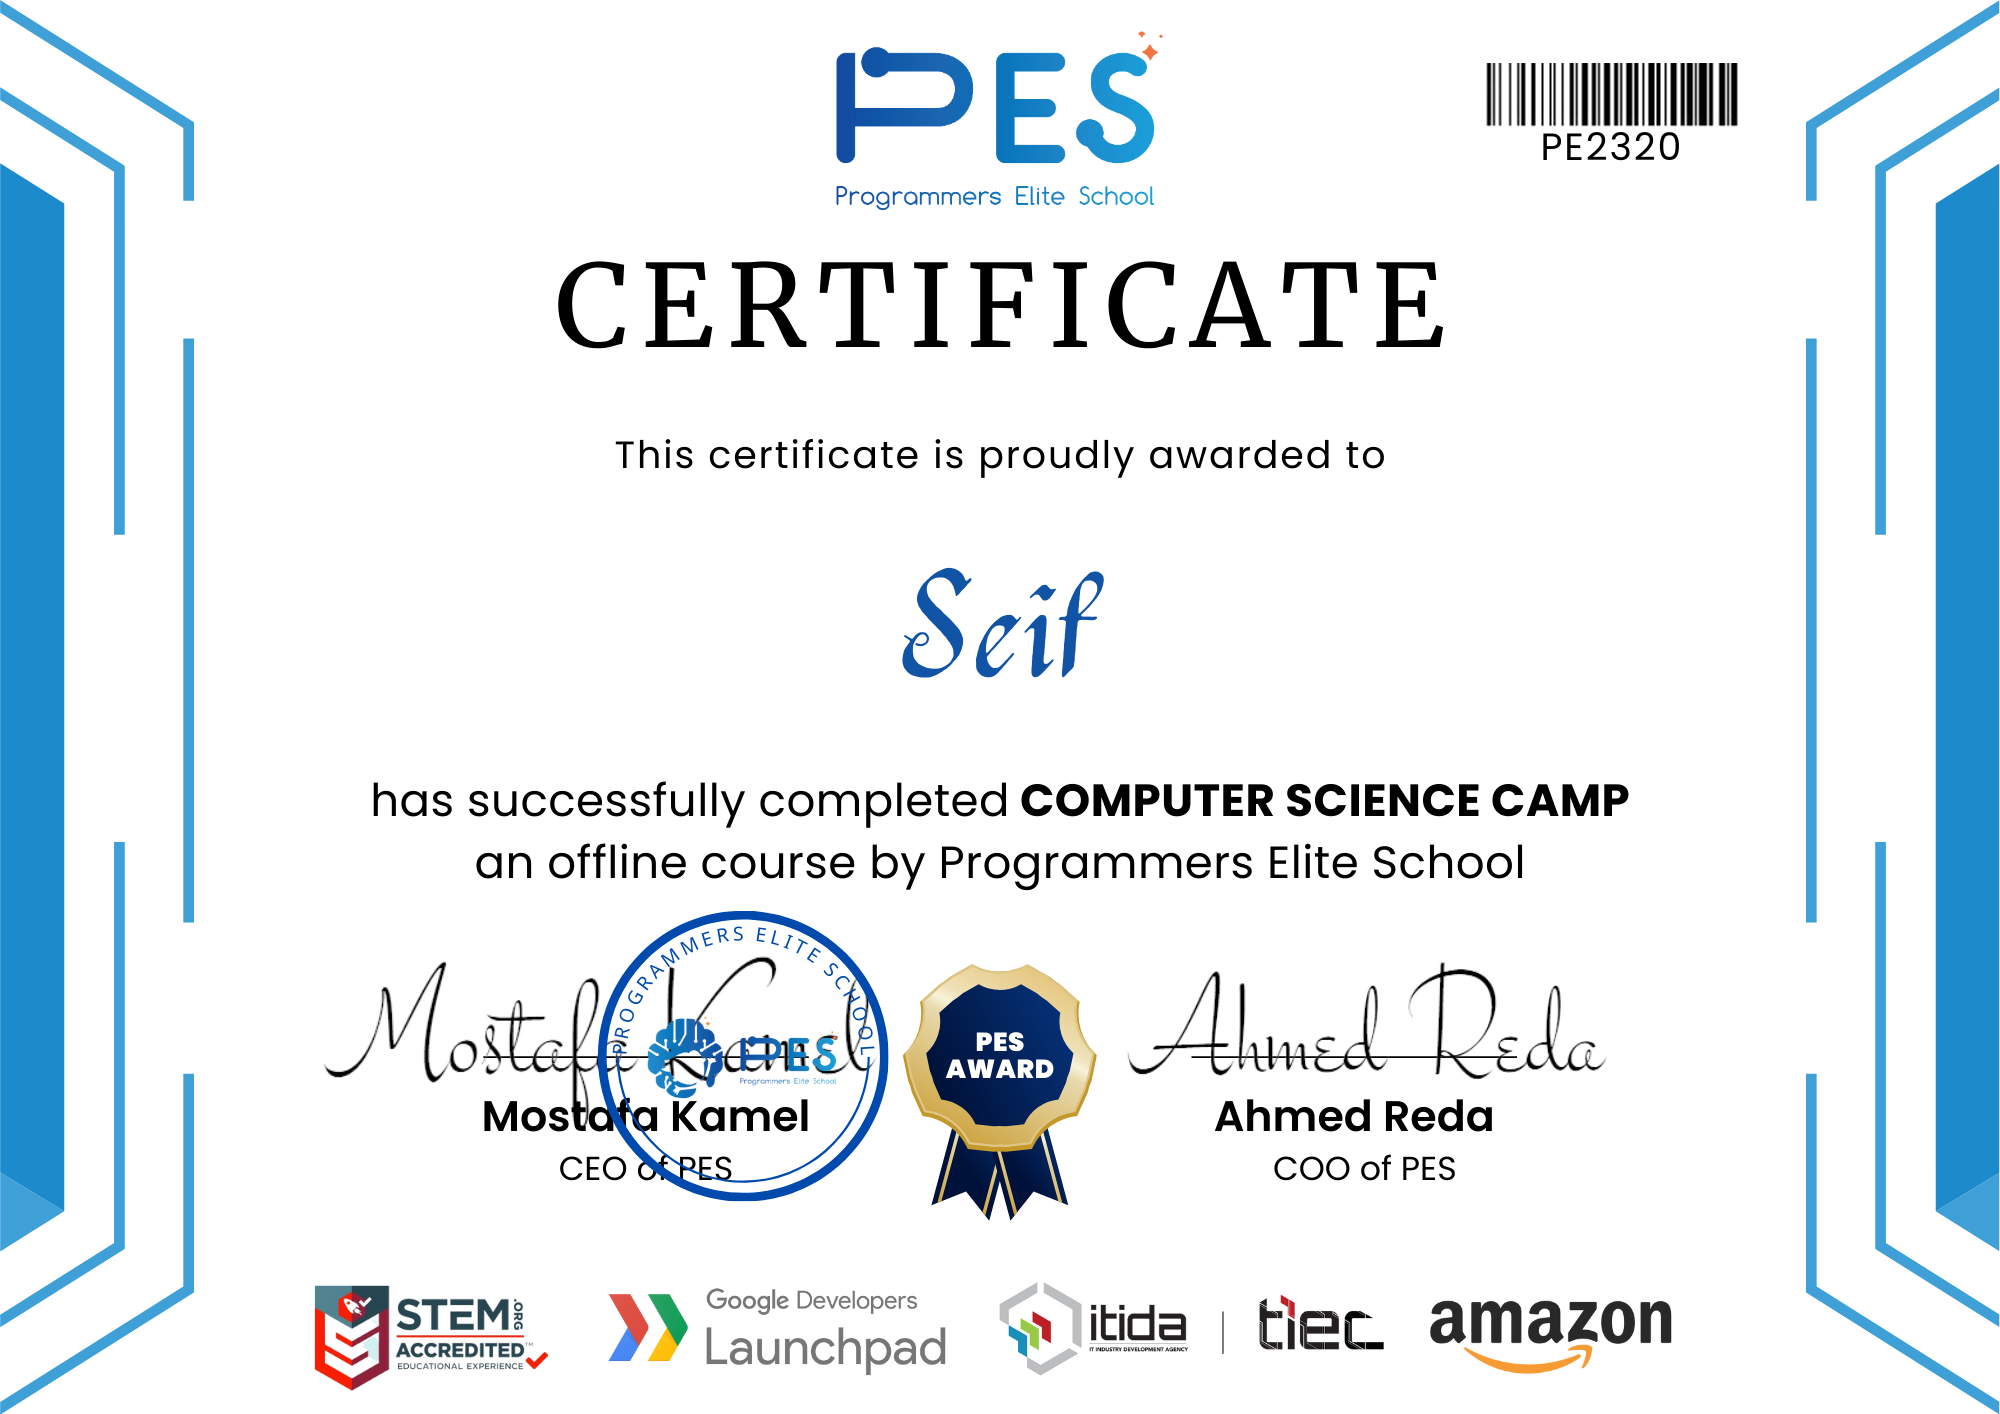 PES
Programmers Elite School
PE2320
CERTIFICATE
This certificate is proudly awarded to
Seif
has successfully completed COMPUTER SCIENCE CAMP
an offline course by Programmers Elite School
Mostafa Kamel
PROGRAMMERS ELITE SCHOOL
PES
Programmers Elite School
PES
AWARD
Ahmed Reda
Mostafa Kamel
Ahmed Reda
CEO of PES
COO of PES
STEM.ORG
ACCREDITED™
EDUCATIONAL EXPERIENCE
Google Developers
Launchpad
itida
IT INDUSTRY DEVELOPMENT AGENCY
tiec
amazon